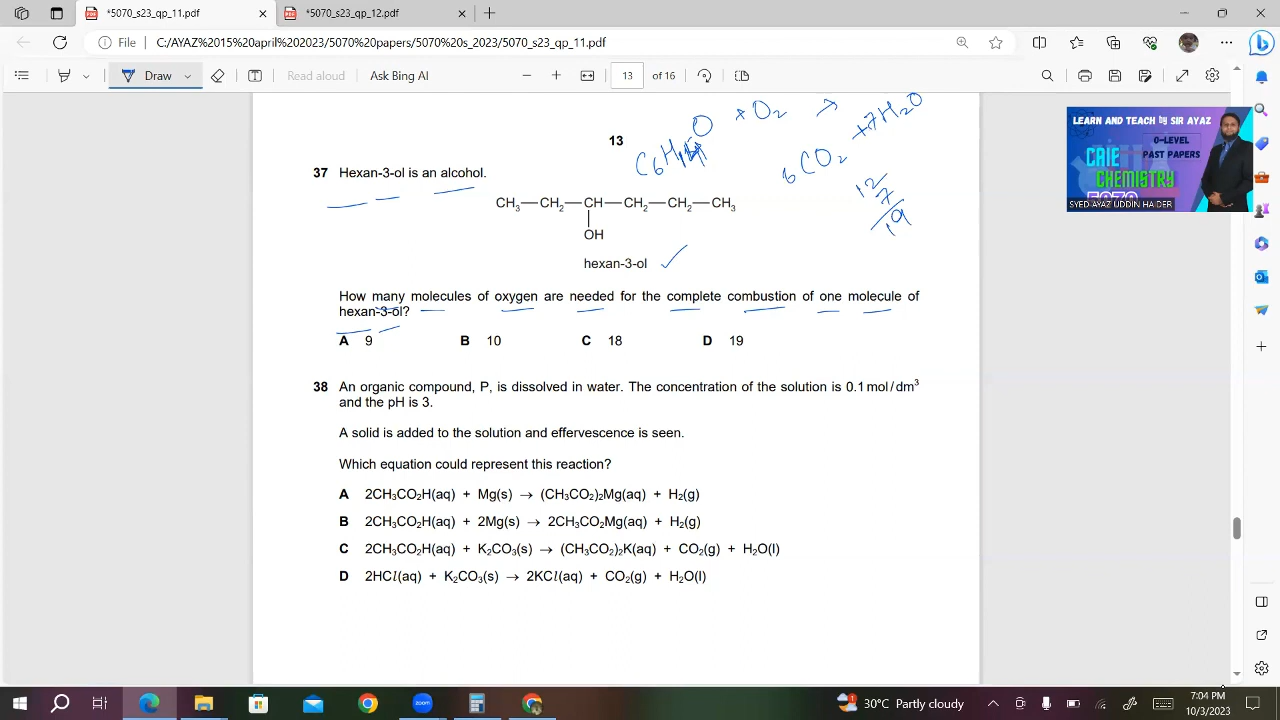 *5070_s23_qp_11.pdf
*5070_s23_qp_12.pdf
File C:/AYAZ%2015%20april%202023/5070%20papers/5070%20s_2023/5070_s23_qp_11.pdf
Draw
Read aloud
Ask Bing AI
13 of 16
13
C6H O + O2 →
6CO2 +7H2O
12
7
19
LEARN AND TEACH by SIR AYAZ
O-LEVEL
PAST PAPERS
CAIE
CHEMISTRY
5070
SYED AYAZ UDDIN HAIDER
37 Hexan-3-ol is an alcohol.
CH3—CH2—CH—CH2—CH2—CH3
OH
hexan-3-ol
How many molecules of oxygen are needed for the complete combustion of one molecule of
hexan-3-ol?
A 9 B 10 C 18 D 19
38 An organic compound, P, is dissolved in water. The concentration of the solution is 0.1 mol/dm³
and the pH is 3.
A solid is added to the solution and effervescence is seen.
Which equation could represent this reaction?
A 2CH3CO2H(aq) + Mg(s) → (CH3CO2)2Mg(aq) + H2(g)
B 2CH3CO2H(aq) + 2Mg(s) → 2CH3CO2Mg(aq) + H2(g)
C 2CH3CO2H(aq) + K2CO3(s) → (CH3CO2)2K(aq) + CO2(g) + H2O(l)
D 2HCl(aq) + K2CO3(s) → 2KCl(aq) + CO2(g) + H2O(l)
30°C Partly cloudy
7:04 PM
10/3/2023